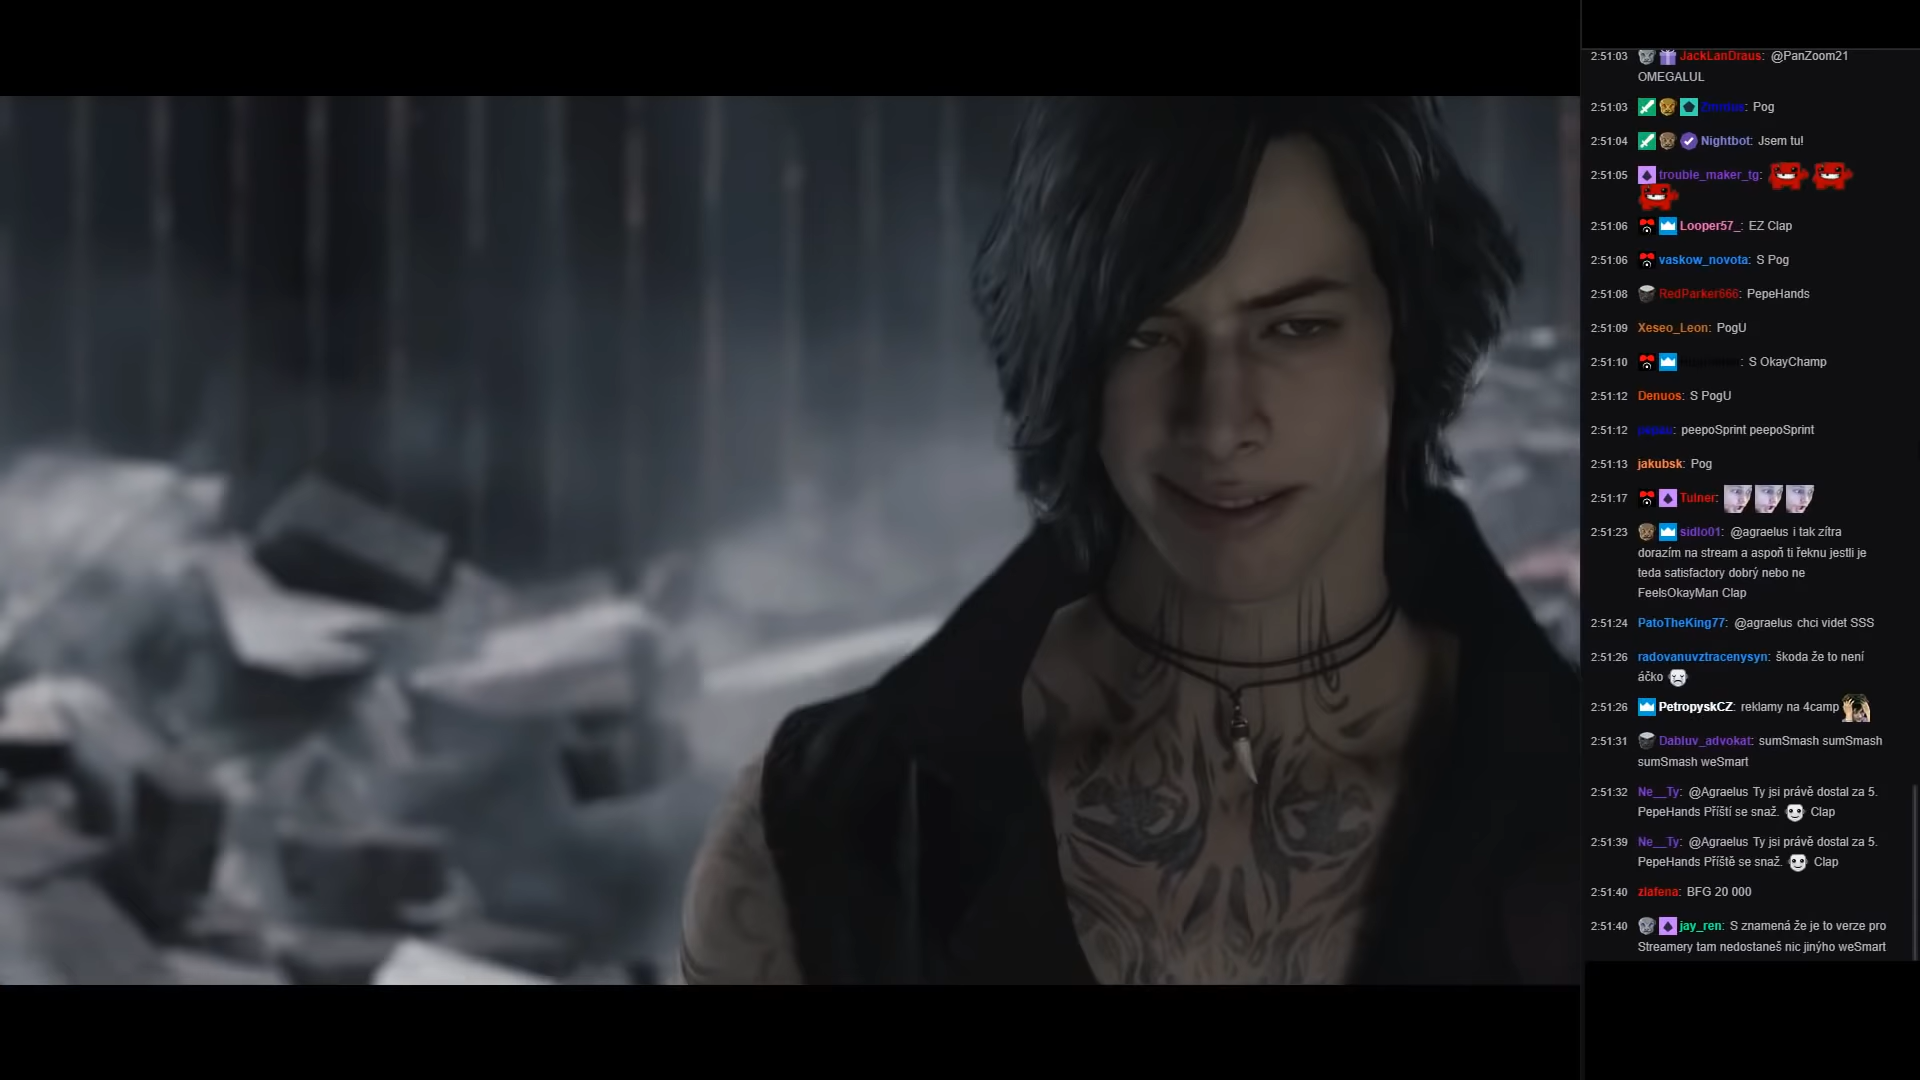 2:51:03 JackLanDraus: @PanZoom21
OMEGALUL
2:51:03 : Pog
2:51:04 Nightbot: Jsem tu!
2:51:05 trouble_maker_tg:
2:51:06 Looper57_: EZ Clap
2:51:06 vaskow_novota: S Pog
2:51:08 RedParker666: PepeHands
2:51:09 Xeseo_Leon: PogU
2:51:10 : S OkayChamp
2:51:12 Denuos: S PogU
2:51:12 : peepoSprint peepoSprint
2:51:13 jakubsk: Pog
2:51:17 Tulner:
2:51:23 sidlo01: @agraelus i tak zítra
dorazím na stream a aspoň ti řeknu jestli je
teda satisfactory dobrý nebo ne
FeelsOkayMan Clap
2:51:24 PatoTheKing77: @agraelus chci videt SSS
2:51:26 radovanuvztracenysyn: škoda že to není
áčko
2:51:26 PetropyskCZ: reklamy na 4camp
2:51:31 Dabluv_advokat: sumSmash sumSmash
sumSmash weSmart
2:51:32 Ne__Ty: @Agraelus Ty jsi právě dostal za 5.
PepeHands Příští se snaž. Clap
2:51:39 Ne__Ty: @Agraelus Ty jsi právě dostal za 5.
PepeHands Příště se snaž. Clap
2:51:40 zlafena: BFG 20 000
2:51:40 jay_ren: S znamená že je to verze pro
Streamery tam nedostaneš nic jinýho weSmart